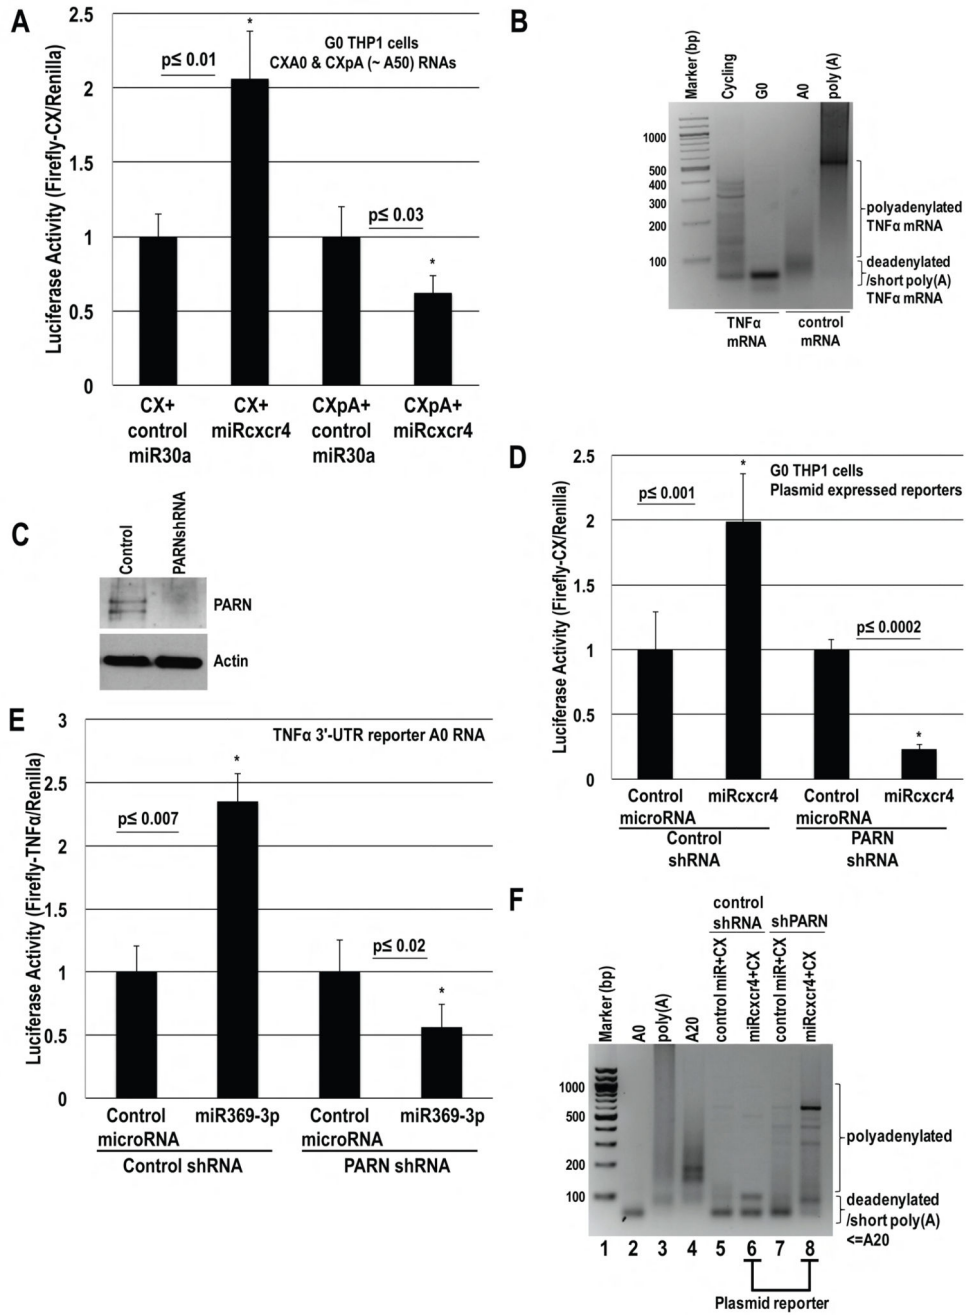 A
Luciferase Activity (Firefly-CX/Renilla)
2.5
2
1.5
1
0.5
0
G0 THP1 cells
CXA0 & CXpA (~ A50) RNAs
p≤ 0.01
*
p≤ 0.03
*
CX+
control
miR30a
CX+
miRcxcr4
CXpA+
control
miR30a
CXpA+
miRcxcr4
B
Marker (bp)
Cycling
G0
A0
poly (A)
1000
500
400
300
200
100
polyadenylated
TNFα mRNA
deadenylated
/short poly(A)
TNFα mRNA
TNFα
mRNA
control
mRNA
C
Control
PARNshRNA
PARN
Actin
D
Luciferase Activity (Firefly-CX/Renilla)
2.5
2
1.5
1
0.5
0
G0 THP1 cells
Plasmid expressed reporters
p≤ 0.001
*
p≤ 0.0002
*
Control
microRNA
miRcxcr4
Control
microRNA
miRcxcr4
Control
shRNA
PARN
shRNA
E
Luciferase Activity (Firefly-TNFα/Renilla)
3
2.5
2
1.5
1
0.5
0
TNFα 3'-UTR reporter A0 RNA
p≤ 0.007
*
p≤ 0.02
*
Control
microRNA
miR369-3p
Control
microRNA
miR369-3p
Control shRNA
PARN shRNA
F
control
shRNA
shPARN
Marker (bp)
A0
poly(A)
A20
control miR+CX
miRcxcr4+CX
control miR+CX
miRcxcr4+CX
1000
500
200
100
polyadenylated
deadenylated
/short poly(A)
<=A20
1 2 3 4 5 6 7 8
Plasmid reporter